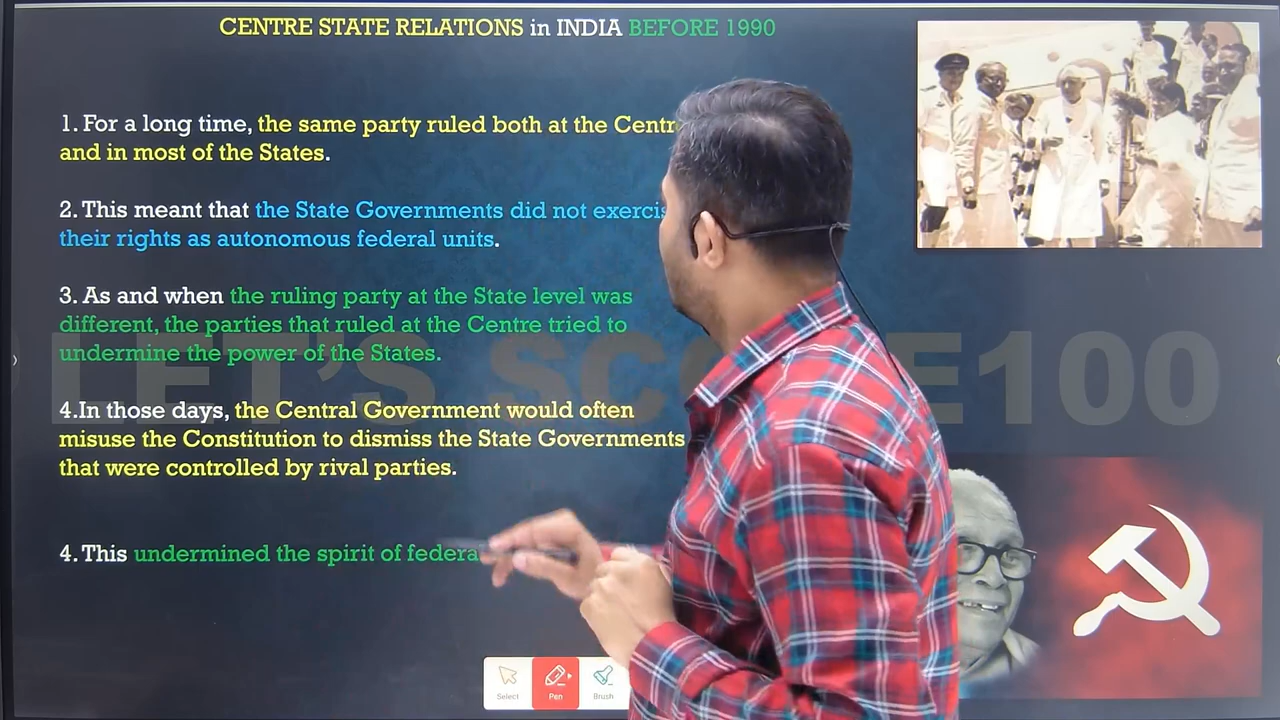 CENTRE STATE RELATIONS in INDIA BEFORE 1990
1. For a long time, the same party ruled both at the
and in most of the States.
2. This meant that the State Governments did not
their rights as autonomous federal units.
3. As and when the ruling party at the State level was
different, the parties that ruled at the Centre tried to
undermine the power of the States.
4.In those days, the Central Government would often
misuse the Constitution to dismiss the State Governments
that were controlled by rival parties.
4. This undermined the spirit of
LET'S
Select Pen Brush